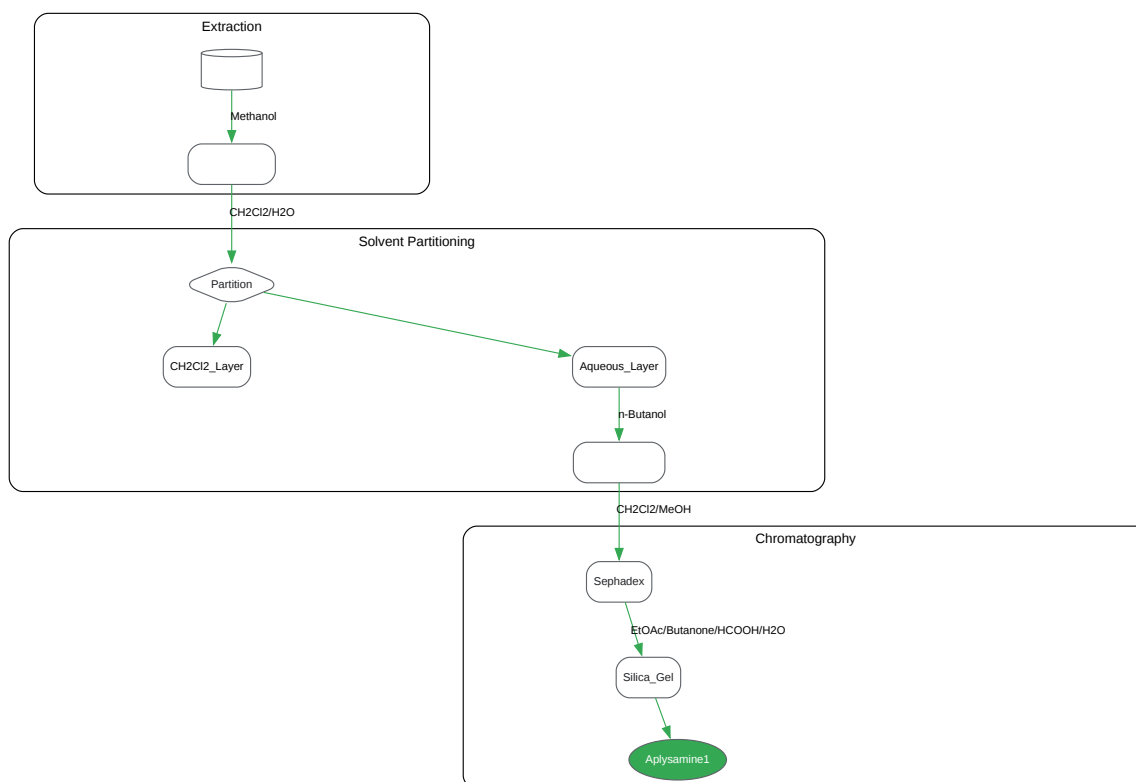 Extraction
Methanol
CH2Cl2/H2O
Solvent Partitioning
Partition
CH2Cl2_Layer
Aqueous_Layer
n-Butanol
CH2Cl2/MeOH
Chromatography
Sephadex
EtOAc/Butanone/HCOOH/H2O
Silica_Gel
Aplysamine1